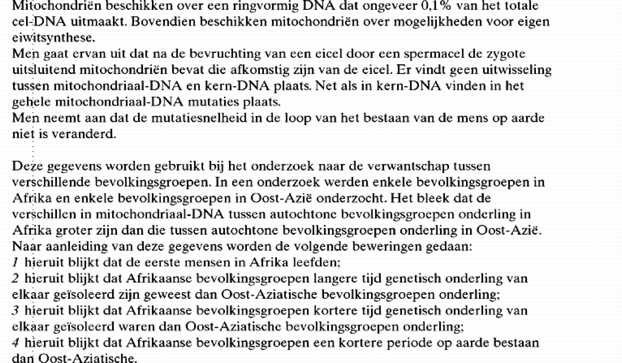 Mitochondriën beschikken over een ringvormig DNA dat ongeveer 0,1% van het totale
cel-DNA uitmaakt. Bovendien beschikken mitochondriën over mogelijkheden voor eigen
eiwitsynthese.
Men gaat ervan uit dat na de bevruchting van een eicel door een spermacel de zygote
uitsluitend mitochondriën bevat die afkomstig zijn van de eicel. Er vindt geen uitwisseling
tussen mitochondriaal-DNA en kern-DNA plaats. Net als in kern-DNA vinden in het
gehele mitochondriaal-DNA mutaties plaats.
Men neemt aan dat de mutatiesnelheid in de loop van het bestaan van de mens op aarde
niet is veranderd.
Deze gegevens worden gebruikt bij het onderzoek naar de verwantschap tussen
verschillende bevolkingsgroepen. In een onderzoek werden enkele bevolkingsgroepen in
Afrika en enkele bevolkingsgroepen in Oost-Azië onderzocht. Het bleek dat de
verschillen in mitochondriaal-DNA tussen autochtone bevolkingsgroepen onderling in
Afrika groter zijn dan die tussen autochtone bevolkingsgroepen onderling in Oost-Azië.
Naar aanleiding van deze gegevens worden de volgende beweringen gedaan:
1 hieruit blijkt dat de eerste mensen in Afrika leefden;
2 hieruit blijkt dat Afrikaanse bevolkingsgroepen langere tijd genetisch onderling van
elkaar geïsoleerd zijn geweest dan Oost-Aziatische bevolkingsgroepen onderling;
3 hieruit blijkt dat Afrikaanse bevolkingsgroepen kortere tijd genetisch onderling van
elkaar geïsoleerd waren dan Oost-Aziatische bevolkingsgroepen onderling;
4 hieruit blijkt dat Afrikaanse bevolkingsgroepen een kortere periode op aarde bestaan
dan Oost-Aziatische.